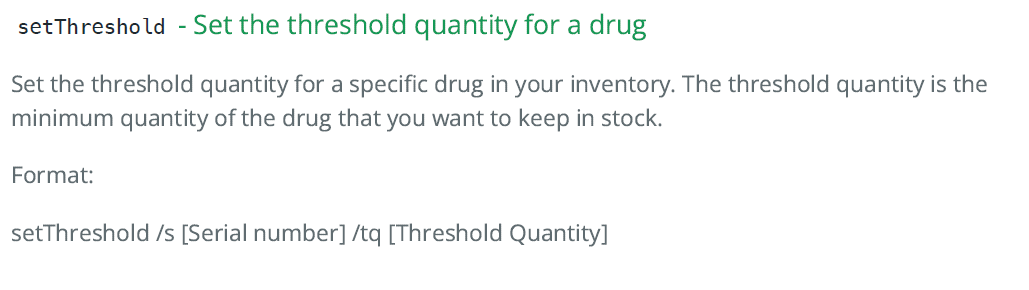 setThreshold - Set the threshold quantity for a drug
Set the threshold quantity for a specific drug in your inventory. The threshold quantity is the
minimum quantity of the drug that you want to keep in stock.
Format:
setThreshold /s [Serial number] /tq [Threshold Quantity]